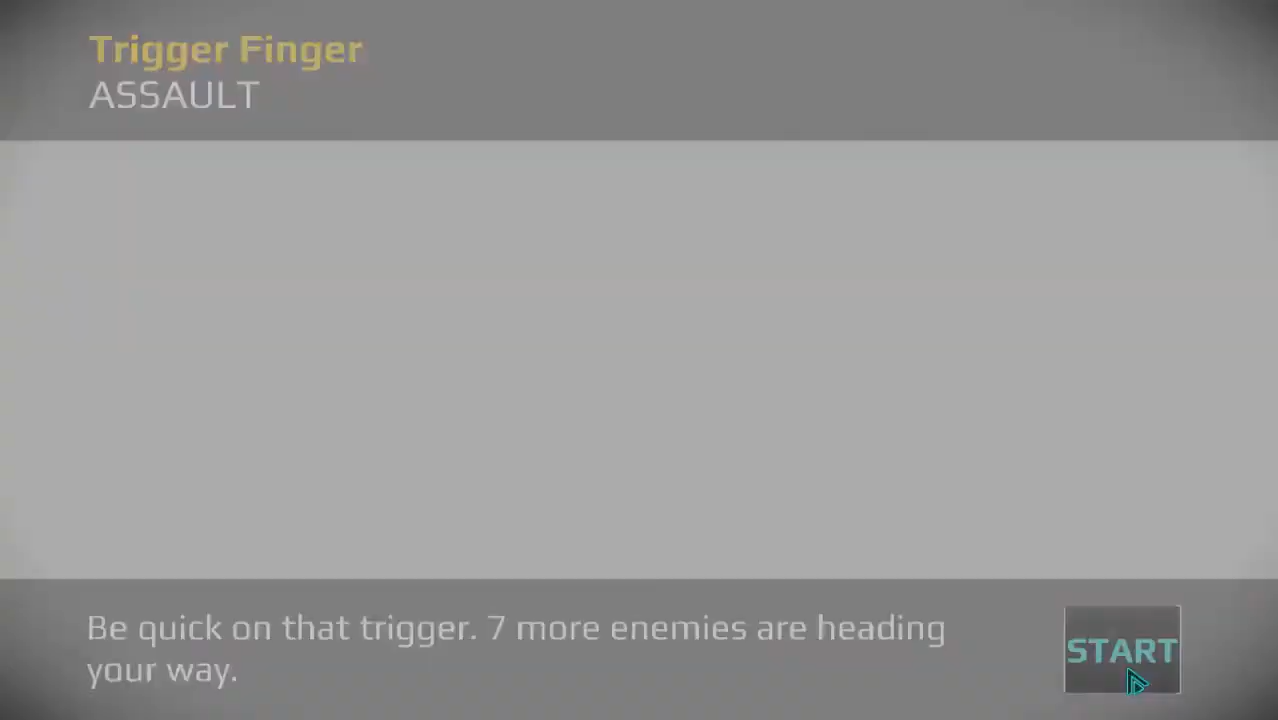 Trigger Finger
ASSAULT
Be quick on that trigger. 7 more enemies are heading
your way.
START